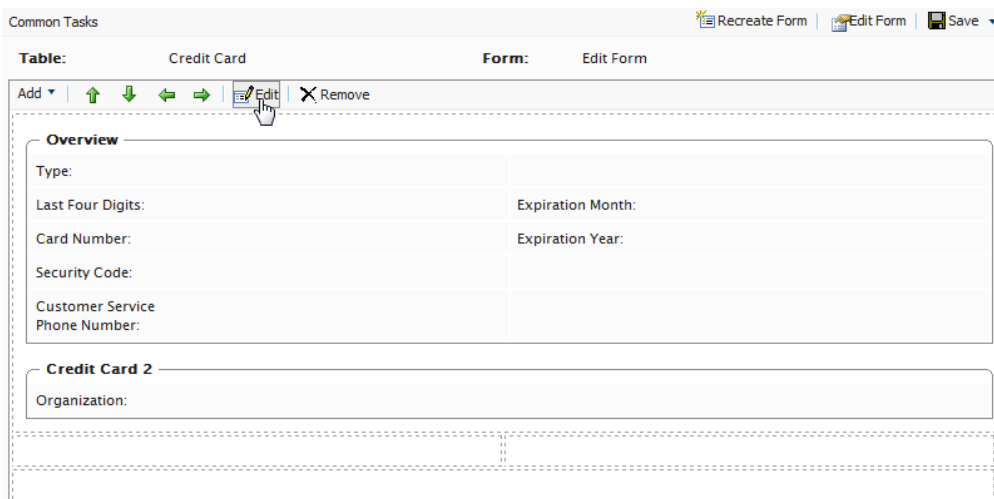 Common Tasks Recreate Form Edit Form Save
Table: Credit Card Form: Edit Form
Add Edit Remove
Overview
Type:
Last Four Digits: Expiration Month:
Card Number: Expiration Year:
Security Code:
Customer Service
Phone Number:
Credit Card 2
Organization: